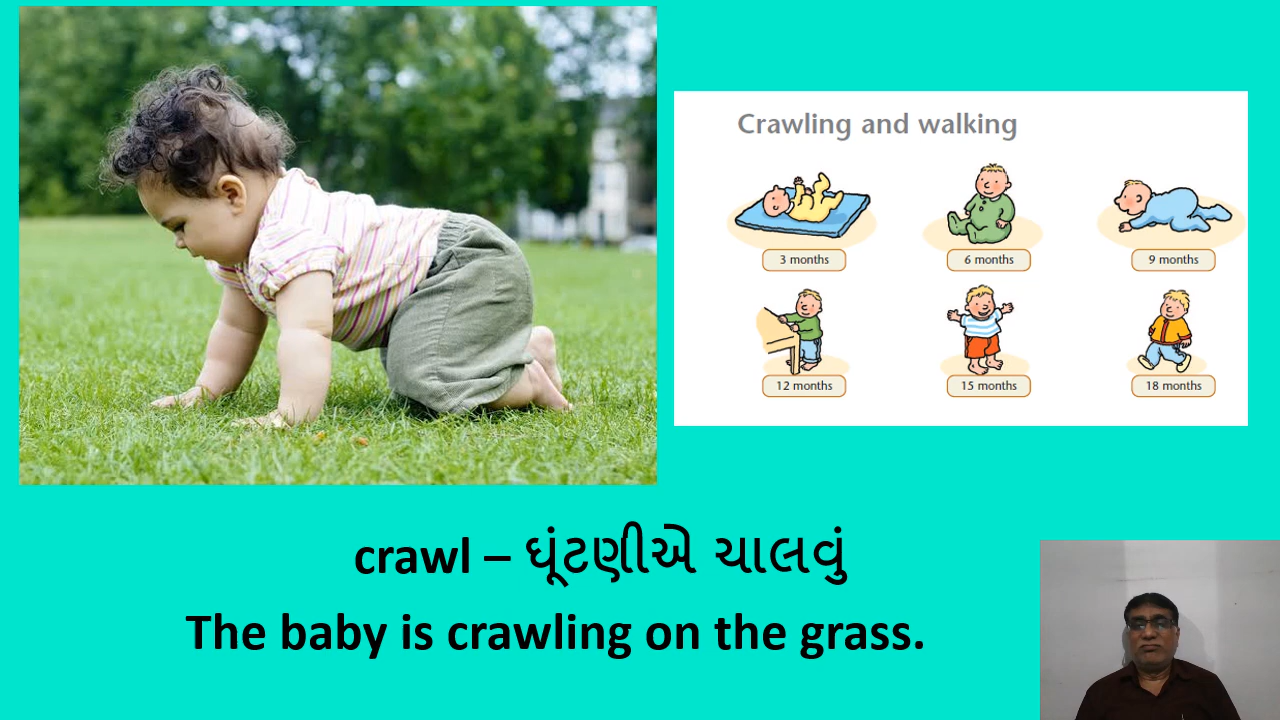 Crawling and walking
3 months
6 months
9 months
12 months
15 months
18 months
crawl – ઘૂંટણીએ ચાલવું
The baby is crawling on the grass.